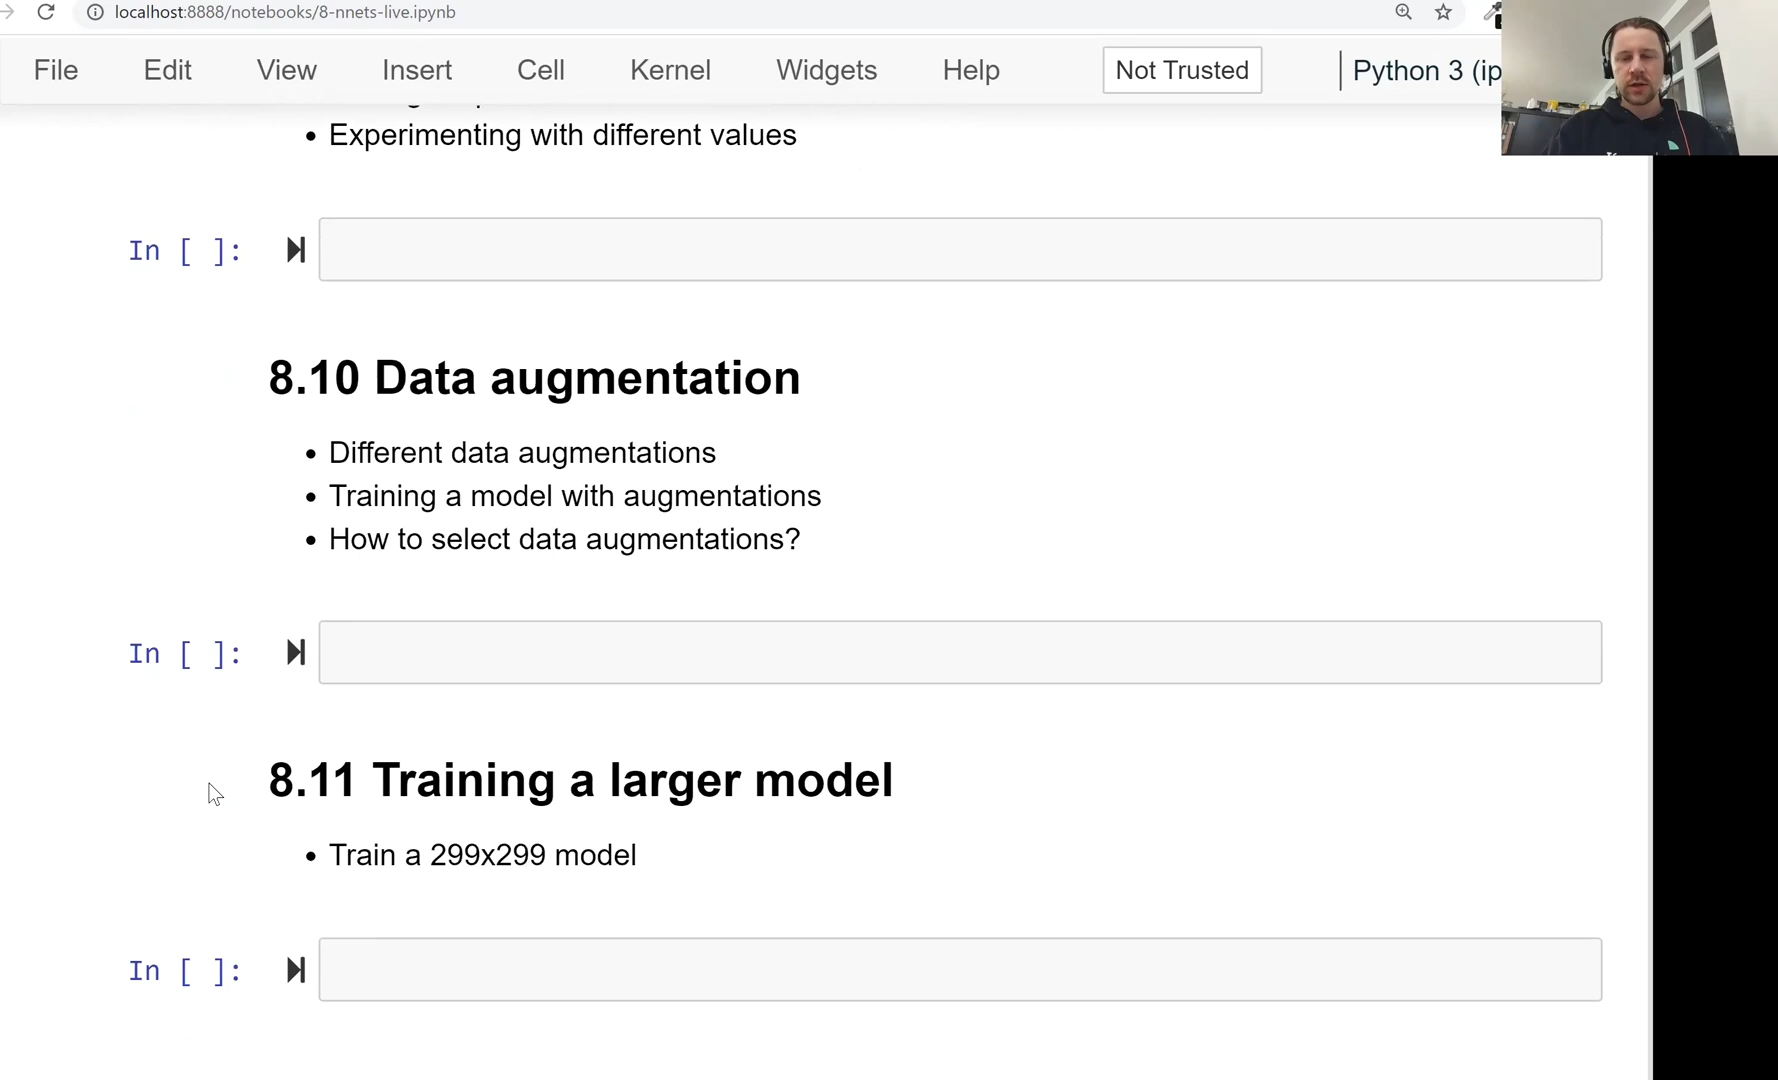 localhost:8888/notebooks/8-nnets-live.ipynb
File Edit View Insert Cell Kernel Widgets Help Not Trusted Python 3 (ip
• Experimenting with different values
In [ ]:
8.10 Data augmentation
• Different data augmentations
• Training a model with augmentations
• How to select data augmentations?
In [ ]:
8.11 Training a larger model
• Train a 299x299 model
In [ ]: